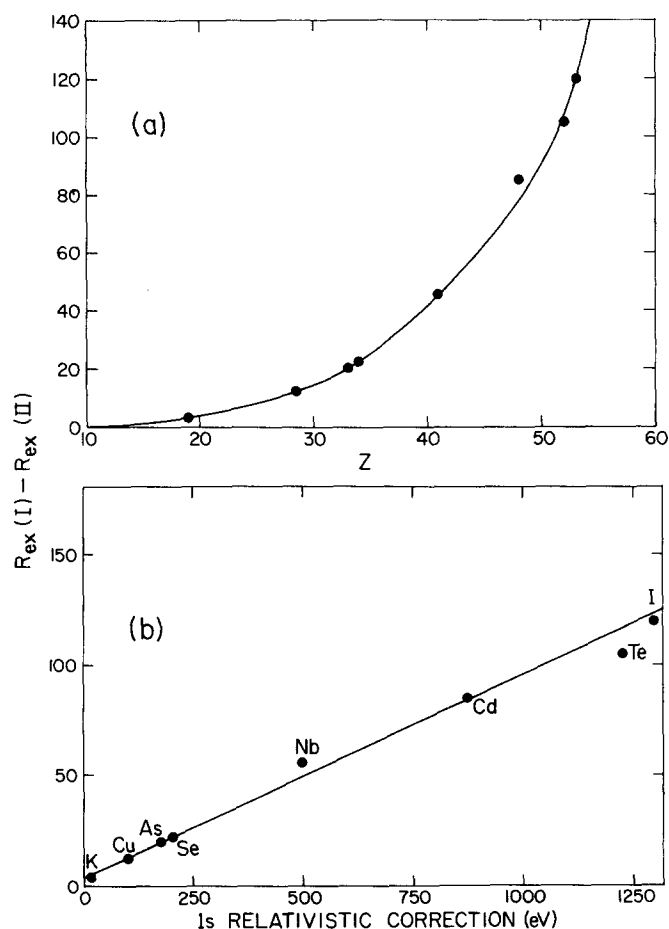 140
120
100
80
60
40
20
0
(a)
10
20
30
40
50
60
Z
R_ex (I) – R_ex (II)
150
100
50
0
(b)
K
Cu
As
Se
Nb
Cd
Te
I
0
250
500
750
1000
1250
1s RELATIVISTIC CORRECTION (eV)